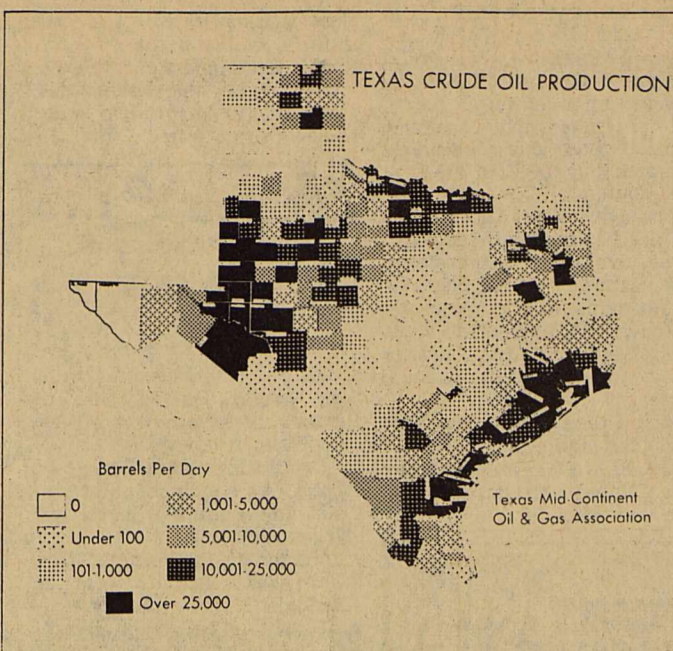 TEXAS CRUDE OIL PRODUCTION
Barrels Per Day
0
Under 100
101-1,000
1,001-5,000
5,001-10,000
10,001-25,000
Over 25,000
Texas Mid-Continent
Oil & Gas Association